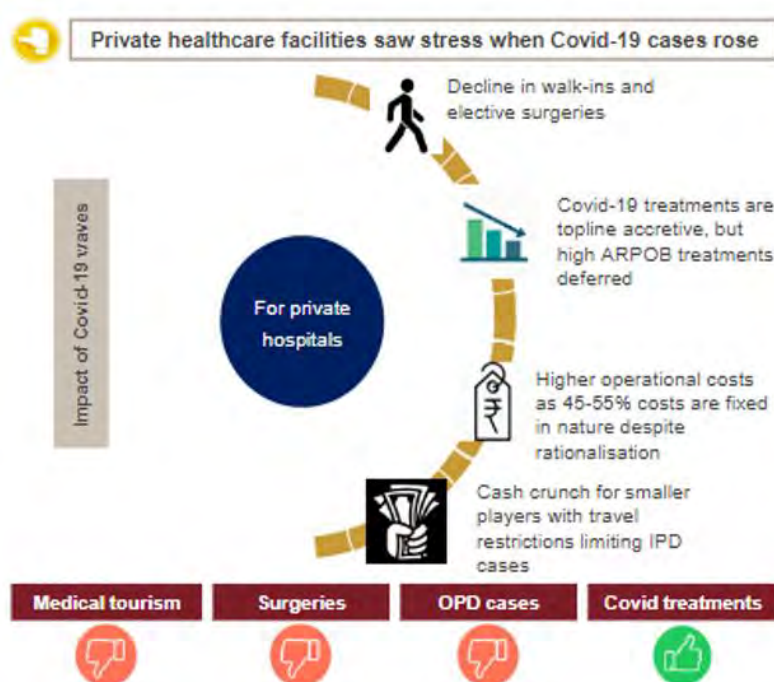 Private healthcare facilities saw stress when Covid-19 cases rose
Decline in walk-ins and
elective surgeries
Covid-19 treatments are
topline accretive, but
high ARPOB treatments
deferred
Impact of Covid-19 waves
For private
hospitals
Higher operational costs
as 45-55% costs are fixed
in nature despite
rationalisation
₹
Cash crunch for smaller
players with travel
restrictions limiting IPD
cases
Medical tourism
Surgeries
OPD cases
Covid treatments